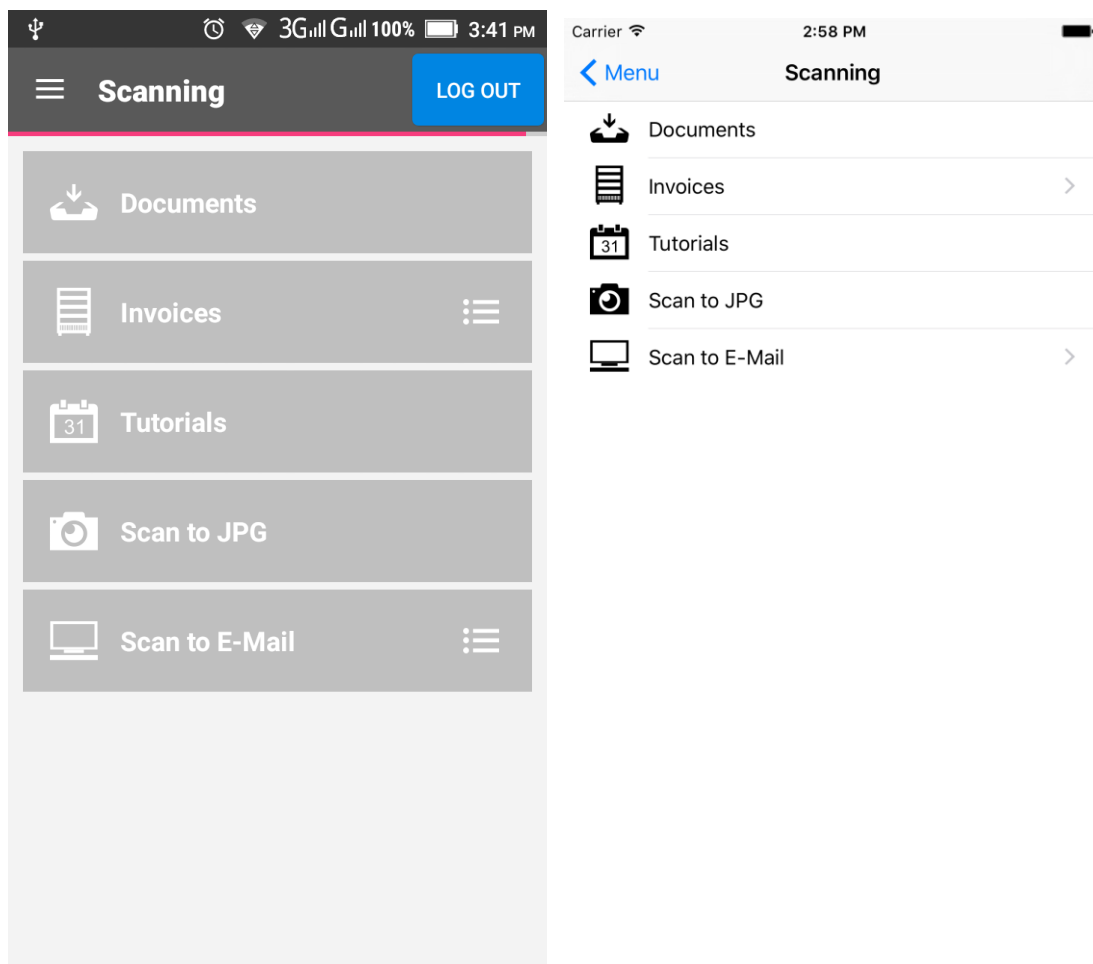 3G G 100% 3:41 PM
Scanning LOG OUT
Documents
Invoices
31 Tutorials
Scan to JPG
Scan to E-Mail
Carrier 2:58 PM
Menu Scanning
Documents
Invoices
31 Tutorials
Scan to JPG
Scan to E-Mail